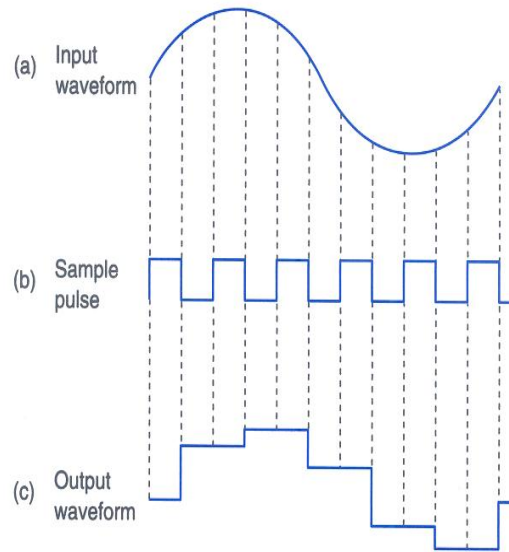 (a) Input
waveform
(b) Sample
pulse
(c) Output
waveform